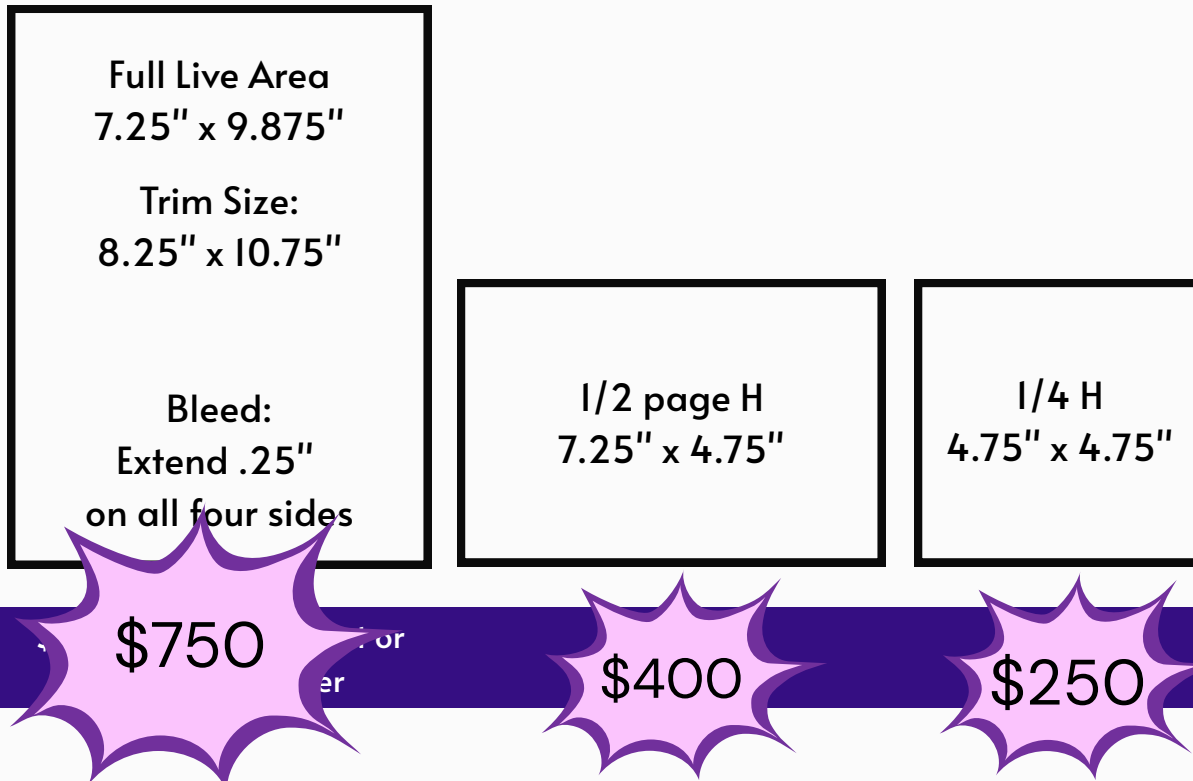 Full Live Area
7.25" x 9.875"
Trim Size:
8.25" x 10.75"
Bleed:
Extend .25"
on all four sides
1/2 page H
7.25" x 4.75"
1/4 H
4.75" x 4.75"
$750
or
$400
$250